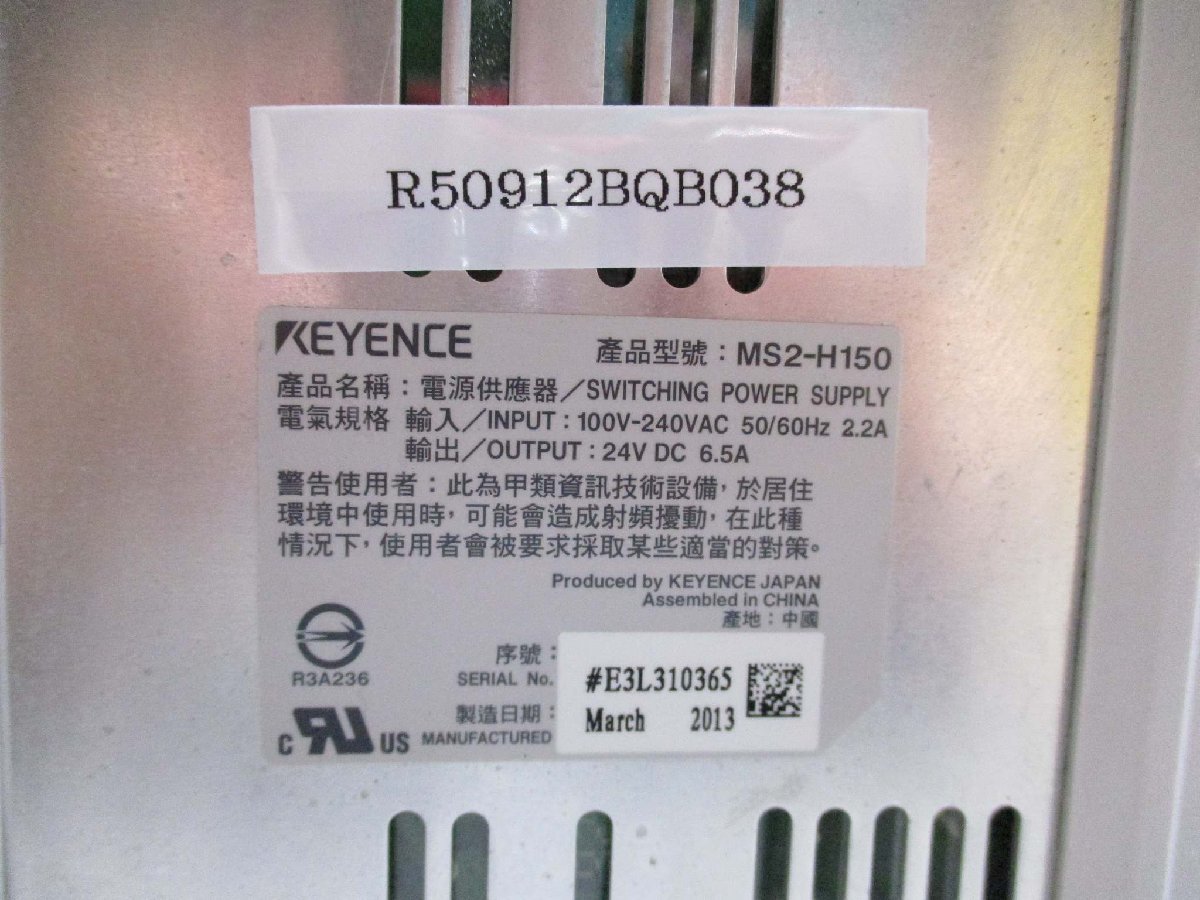 R50912BQB038
KEYENCE 產品型號：MS2-H150
產品名稱：電源供應器／SWITCHING POWER SUPPLY
電氣規格 輸入／INPUT：100V-240VAC 50/60Hz 2.2A
輸出／OUTPUT：24V DC 6.5A
警告使用者：此為甲類資訊技術設備，於居住
環境中使用時，可能會造成射頻擾動，在此種
情況下，使用者會被要求採取某些適當的對策。
Produced by KEYENCE JAPAN
Assembled in CHINA
產地：中國
R3A236
序號：
SERIAL No.
#E3L310365
製造日期：
MANUFACTURED
March 2013
C RU US